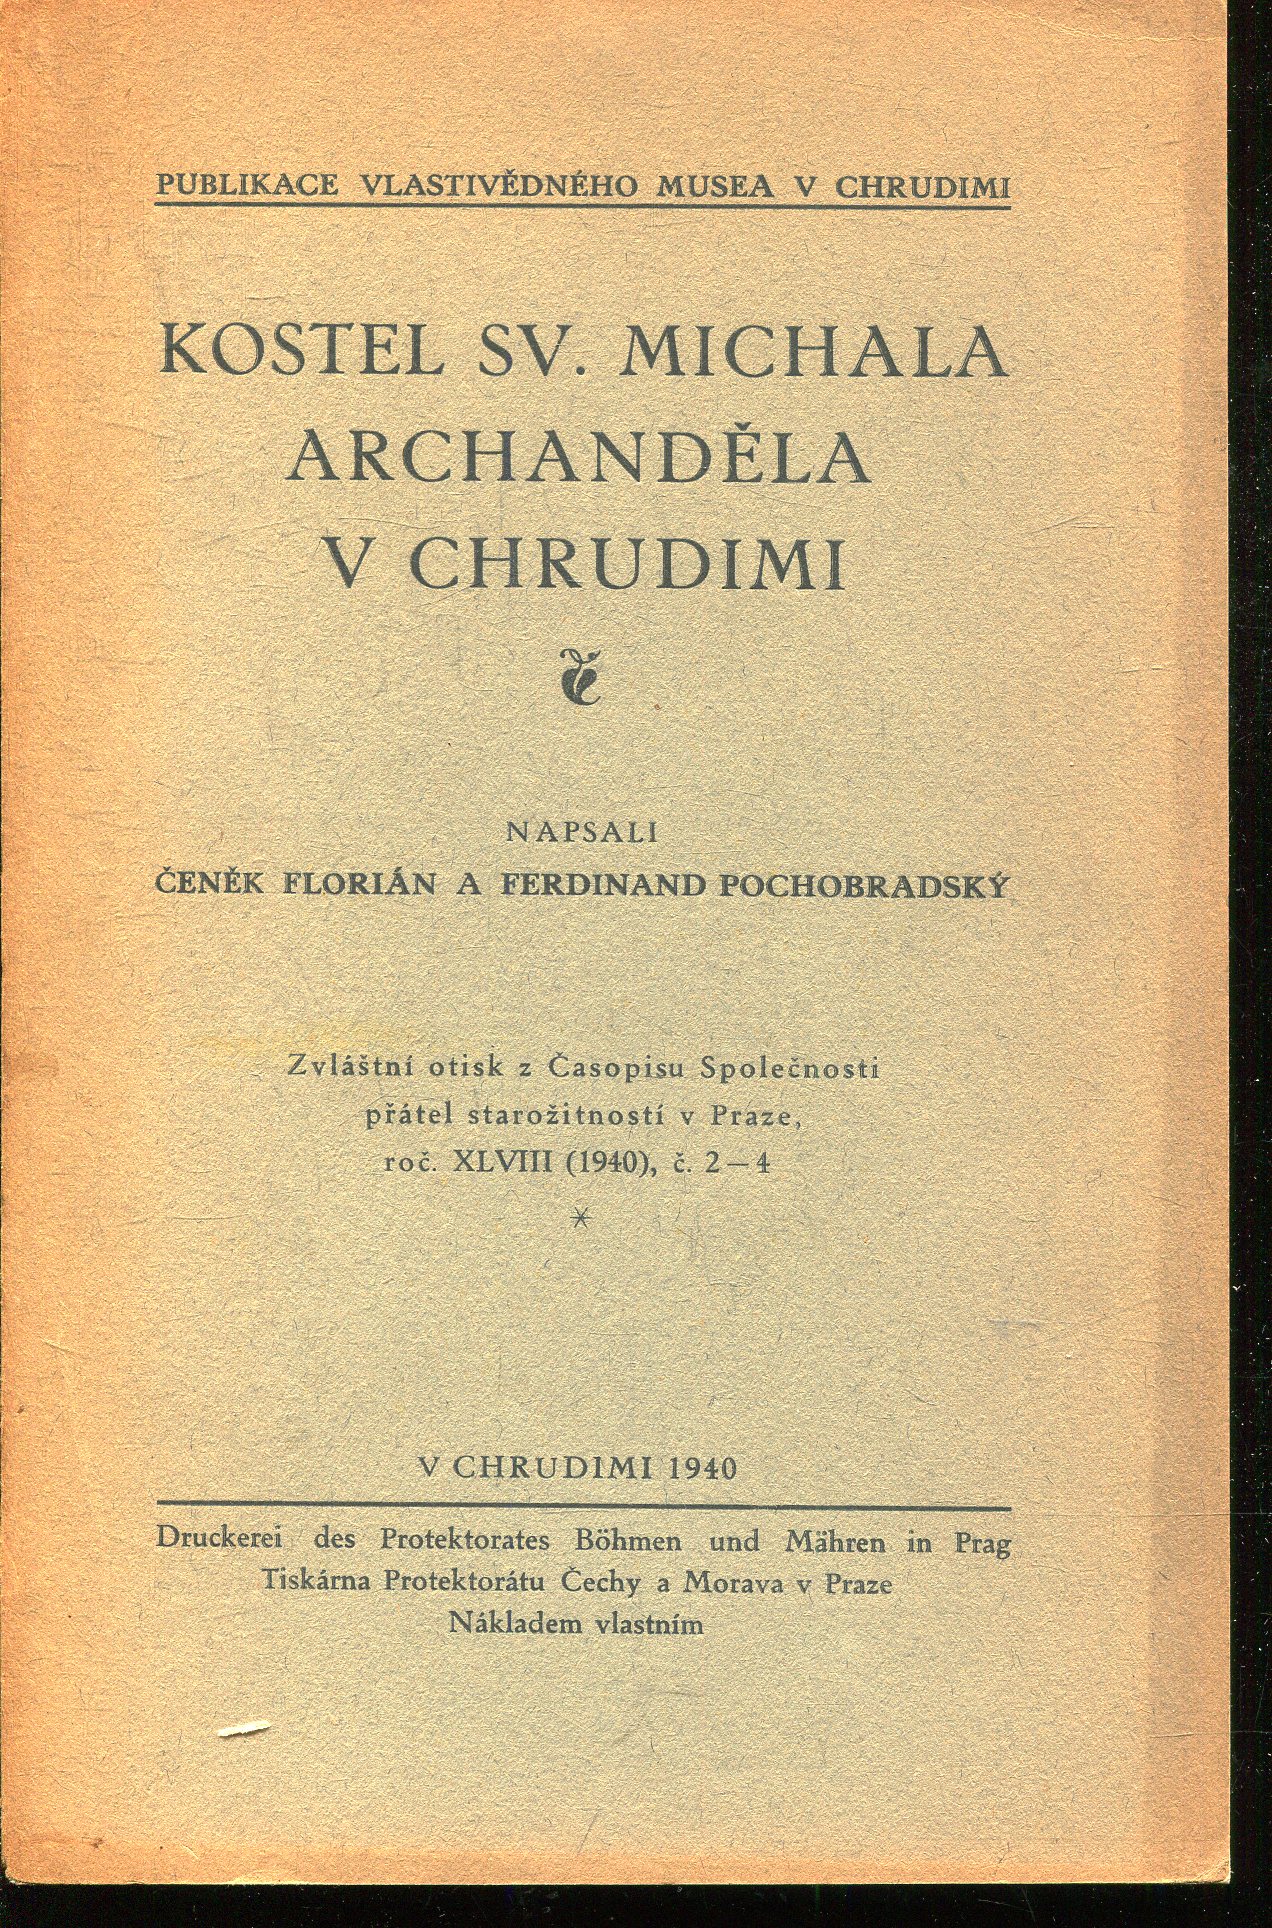 PUBLIKACE VLASTIVĚDNÉHO MUSEA V CHRUDIMI
KOSTEL SV. MICHALA
ARCHANDĚLA
V CHRUDIMI
NAPSALI
ČENĚK FLORIÁN A FERDINAND POCHOBRADSKÝ
Zvláštní otisk z Časopisu Společnosti
přátel starožitností v Praze,
roč. XLVIII (1940), č. 2 — 4
*
V CHRUDIMI 1940
Druckerei des Protektorates Böhmen und Mähren in Prag
Tiskárna Protektorátu Čechy a Morava v Praze
Nákladem vlastním